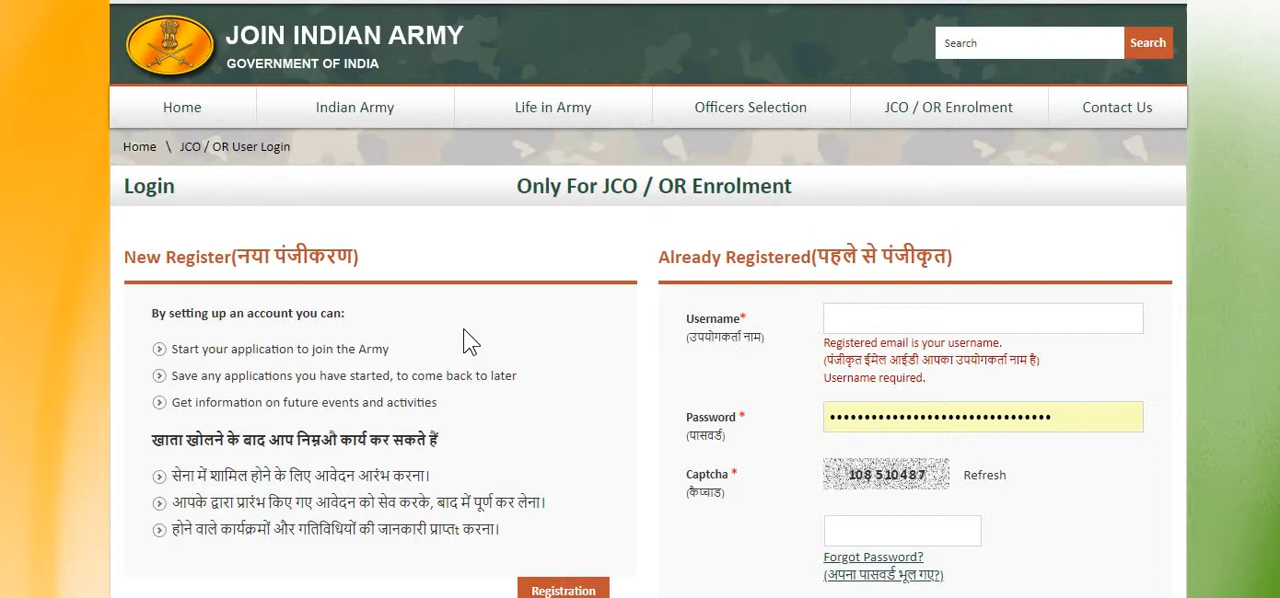 JOIN INDIAN ARMY
GOVERNMENT OF INDIA
Search Search
Home Indian Army Life in Army Officers Selection JCO / OR Enrolment Contact Us
Home \ JCO / OR User Login
Login Only For JCO / OR Enrolment
New Register(नया पंजीकरण)
By setting up an account you can:
Start your application to join the Army
Save any applications you have started, to come back to later
Get information on future events and activities
खाता खोलने के बाद आप निम्नऔ कार्य कर सकते हैं
सेना में शामिल होने के लिए आवेदन आरंभ करना।
आपके द्वारा प्रारंभ किए गए आवेदन को सेव करके, बाद में पूर्ण कर लेना।
होने वाले कार्यक्रमों और गतिविधियों की जानकारी प्राप्तt करना।
Registration
Already Registered(पहले से पंजीकृत)
Username*
(उपयोगकर्ता नाम)
Registered email is your username.
(पंजीकृत ईमेल आईडी आपका उपयोगकर्ता नाम है)
Username required.
Password *
(पासवर्ड)
Captcha *
(कैप्चाड)
108510487 Refresh
Forgot Password?
(अपना पासवर्ड भूल गए?)